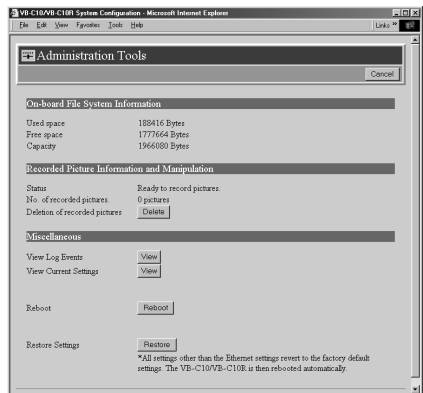 VB-C10/VB-C10R System Configuration - Microsoft Internet Explorer
File Edit View Favorites Tools Help Links »
Administration Tools
Cancel
On-board File System Information
Used space 188416 Bytes
Free space 1777664 Bytes
Capacity 1966080 Bytes
Recorded Picture Information and Manipulation
Status Ready to record pictures.
No. of recorded pictures. 0 pictures
Deletion of recorded pictures Delete
Miscellaneous
View Log Events View
View Current Settings View
Reboot Reboot
Restore Settings Restore
*All settings other than the Ethernet settings revert to the factory default
settings. The VB-C10/VB-C10R is then rebooted automatically.